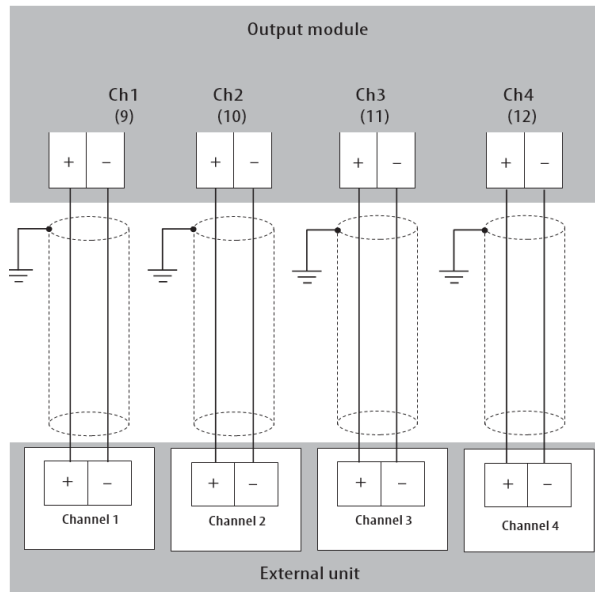 Output module
Ch1 Ch2 Ch3 Ch4
(9) (10) (11) (12)
+ − + − + − + −
+ − + − + − + −
Channel 1 Channel 2 Channel 3 Channel 4
External unit